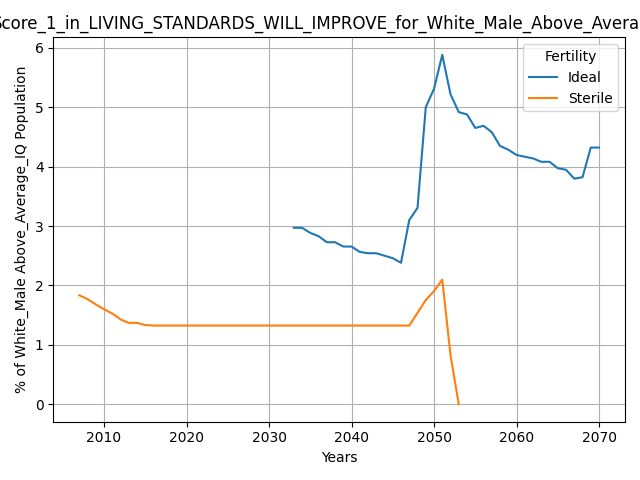 Score_1_in_LIVING_STANDARDS_WILL_IMPROVE_for_White_Male_Above_Avera
% of White_Male Above_Average_IQ Population
6
5
4
3
2
1
0
Fertility
Ideal
Sterile
2010 2020 2030 2040 2050 2060 2070
Years